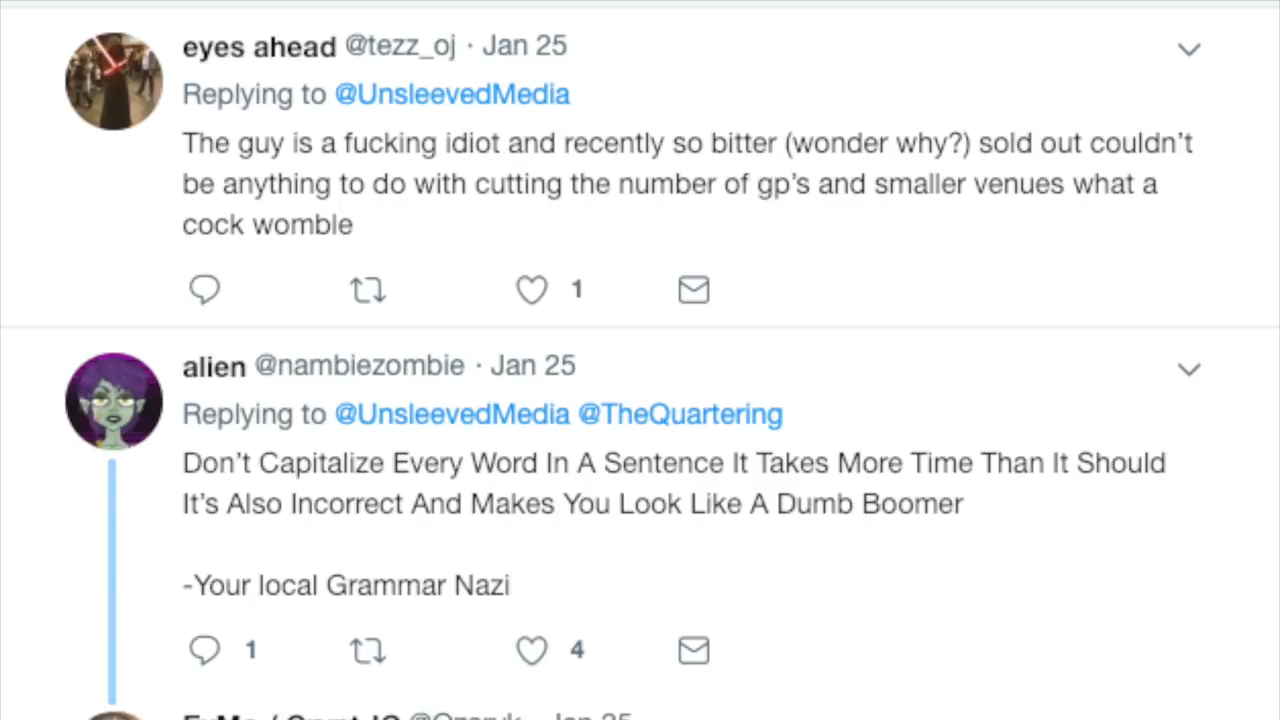 eyes ahead @tezz_oj · Jan 25
Replying to @UnsleevedMedia
The guy is a fucking idiot and recently so bitter (wonder why?) sold out couldn't
be anything to do with cutting the number of gp's and smaller venues what a
cock womble
1
alien @nambiezombie · Jan 25
Replying to @UnsleevedMedia @TheQuartering
Don't Capitalize Every Word In A Sentence It Takes More Time Than It Should
It's Also Incorrect And Makes You Look Like A Dumb Boomer
-Your local Grammar Nazi
1 4
Jan 25